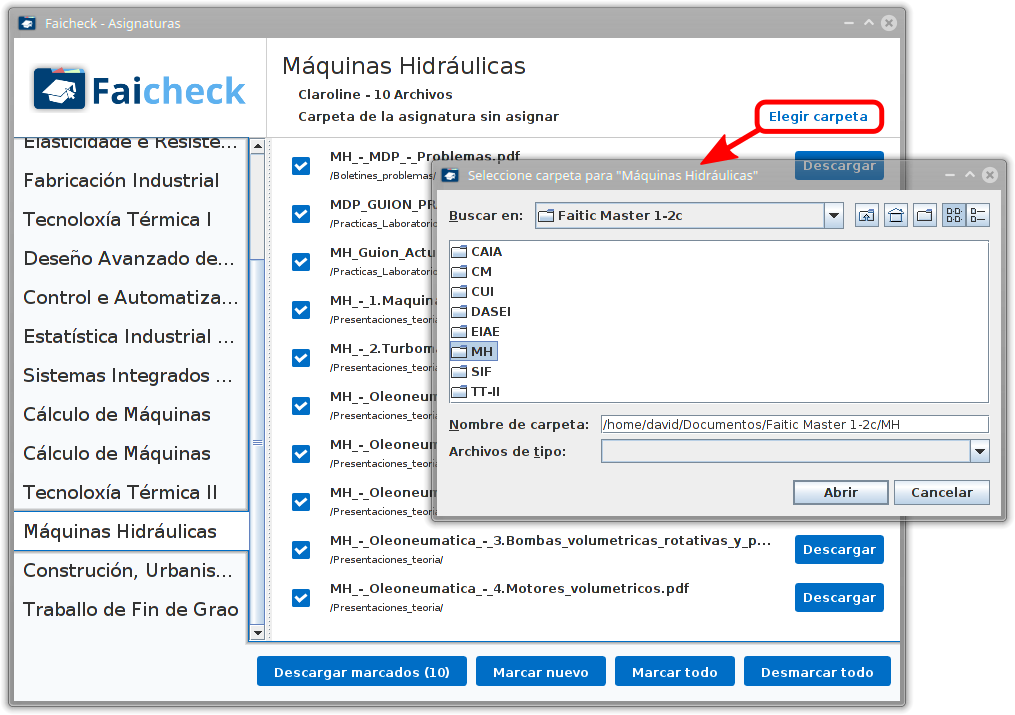 Faicheck - Asignaturas
Faicheck
Máquinas Hidráulicas
Claroline - 10 Archivos
Carpeta de la asignatura sin asignar
Elegir carpeta
Elasticidade e Resiste...
Fabricación Industrial
Tecnoloxía Térmica I
Deseño Avanzado de...
Control e Automatiza...
Estatística Industrial ...
Sistemas Integrados ...
Cálculo de Máquinas
Cálculo de Máquinas
Tecnoloxía Térmica II
Máquinas Hidráulicas
Construción, Urbanis...
Traballo de Fin de Grao
MH_-_MDP_-_Problemas.pdf
/Boletines_problemas/
Descargar
MDP_GUION_PR
/Practicas_Laboratorio
MH_Guion_Actu
/Practicas_Laboratorio
MH_-_1.Maquina
/Presentaciones_teoria
MH_-_2.Turboma
/Presentaciones_teoria
MH_-_Oleoneum
/Presentaciones_teoria
MH_-_Oleoneum
/Presentaciones_teoria
MH_-_Oleoneum
/Presentaciones_teoria
MH_-_Oleoneumatica_-_3.Bombas_volumetricas_rotativas_y_p...
/Presentaciones_teoria/
Descargar
MH_-_Oleoneumatica_-_4.Motores_volumetricos.pdf
/Presentaciones_teoria/
Descargar
Seleccione carpeta para "Máquinas Hidráulicas"
Buscar en: Faitic Master 1-2c
CAIA
CM
CUI
DASEI
EIAE
MH
SIF
TT-II
Nombre de carpeta: /home/david/Documentos/Faitic Master 1-2c/MH
Archivos de tipo:
Abrir Cancelar
Descargar marcados (10) Marcar nuevo Marcar todo Desmarcar todo